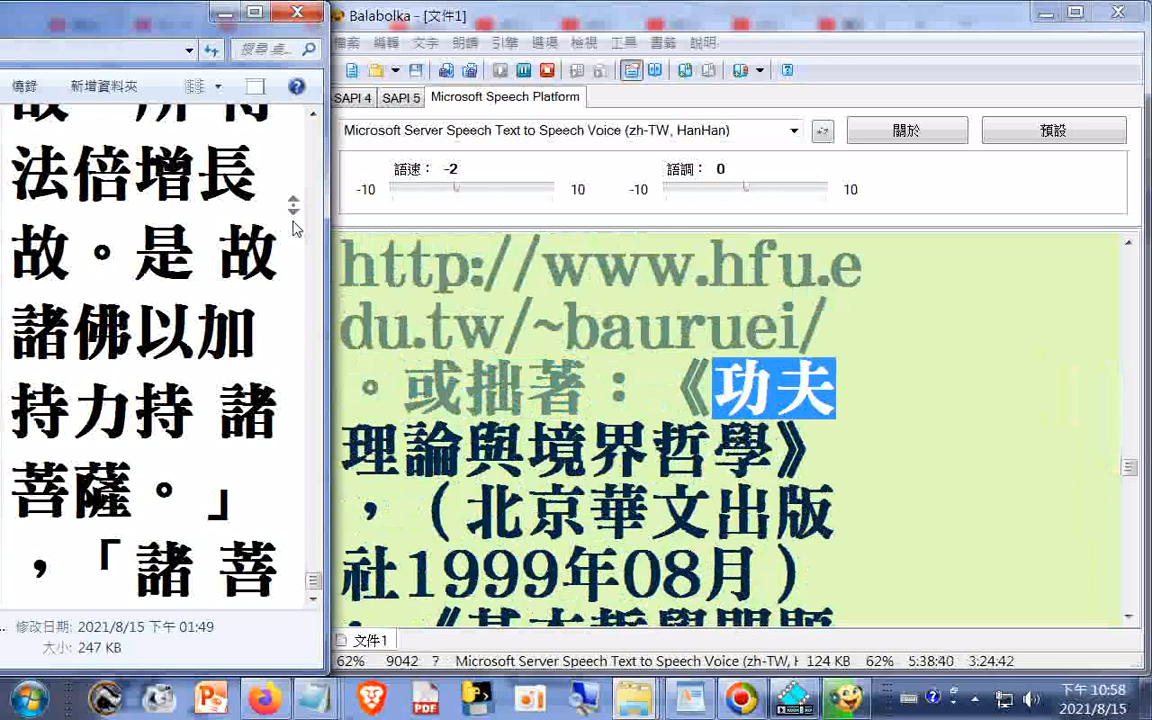 Balabolka - [文件1]
檔案 編輯 文字 朗讀 引擎 選項 檢視 工具 書籤 說明
SAPI 4 SAPI 5 Microsoft Speech Platform
Microsoft Server Speech Text to Speech Voice (zh-TW, HanHan)
關於 預設
語速： -2 語調： 0
-10 10 -10 10
http://www.hfu.e
du.tw/~bauruei/
。或拙著：《功夫
理論與境界哲學》
，（北京華文出版
社1999年08月）
文件1
62% 9042 ? Microsoft Server Speech Text to Speech Voice (zh-TW, H 124 KB 62% 5:38:40 3:24:42
燒錄 新增資料夾
法倍增長
故。是 故
諸佛以加
持力持 諸
菩薩。」
，「諸 菩
修改日期: 2021/8/15 下午 01:49
大小: 247 KB
PDF
下午 10:58
2021/8/15